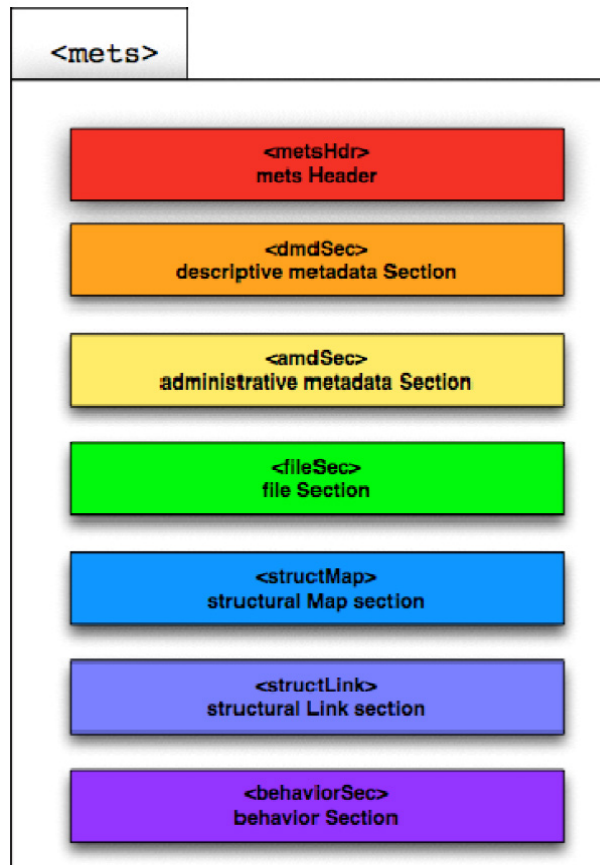 <mets>
<metsHdr>
mets Header
<dmdSec>
descriptive metadata Section
<amdSec>
administrative metadata Section
<fileSec>
file Section
<structMap>
structural Map section
<structLink>
structural Link section
<behaviorSec>
behavior Section